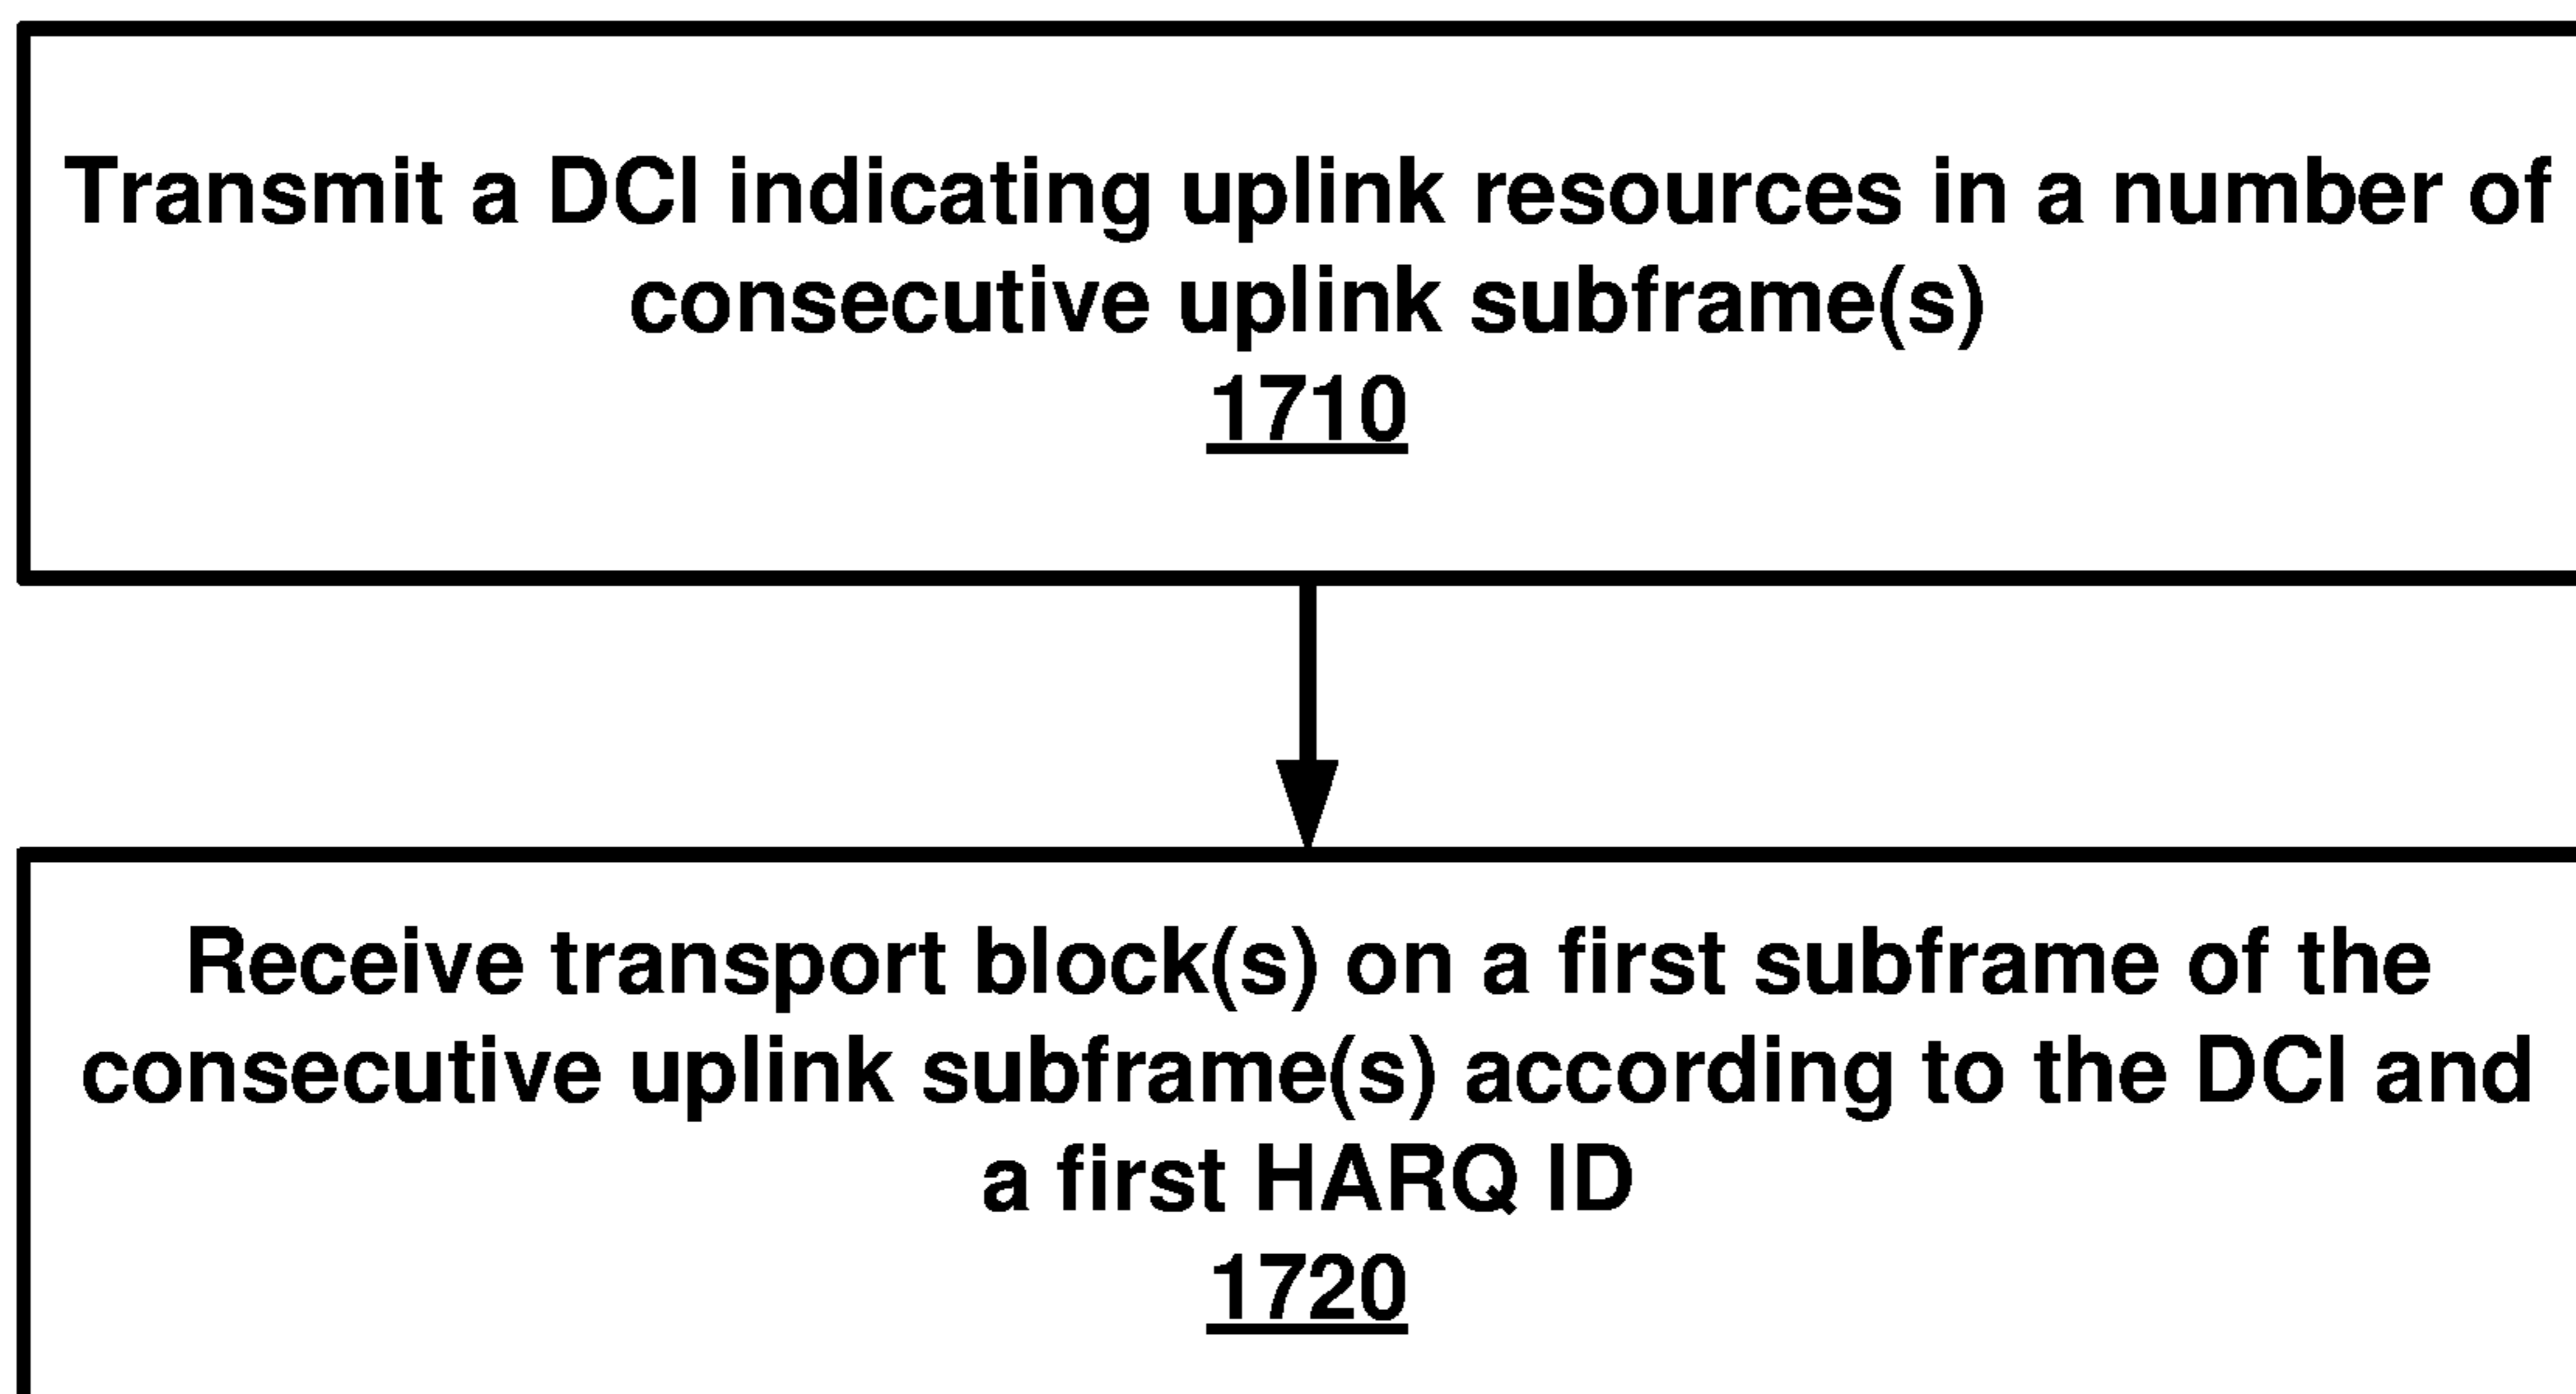 Transmit a DCI indicating uplink resources in a number of
consecutive uplink subframe(s)
1710
Receive transport block(s) on a first subframe of the
consecutive uplink subframe(s) according to the DCI and
a first HARQ ID
1720